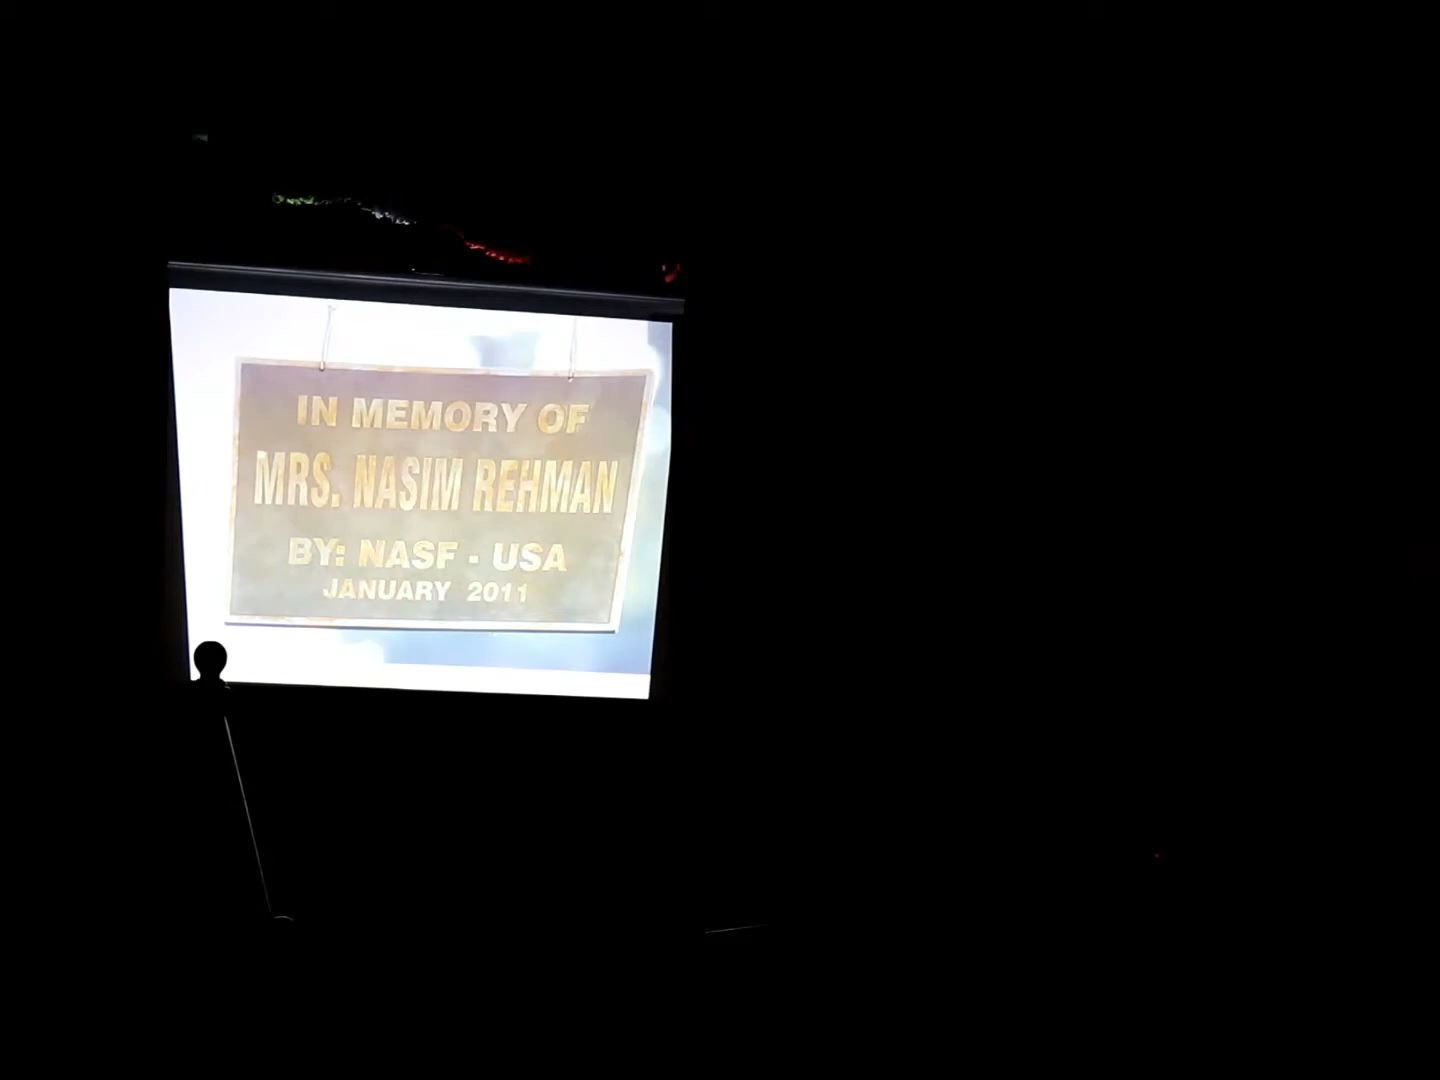 IN MEMORY OF
MRS. NASIM REHMAN
BY: NASF - USA
JANUARY 2011